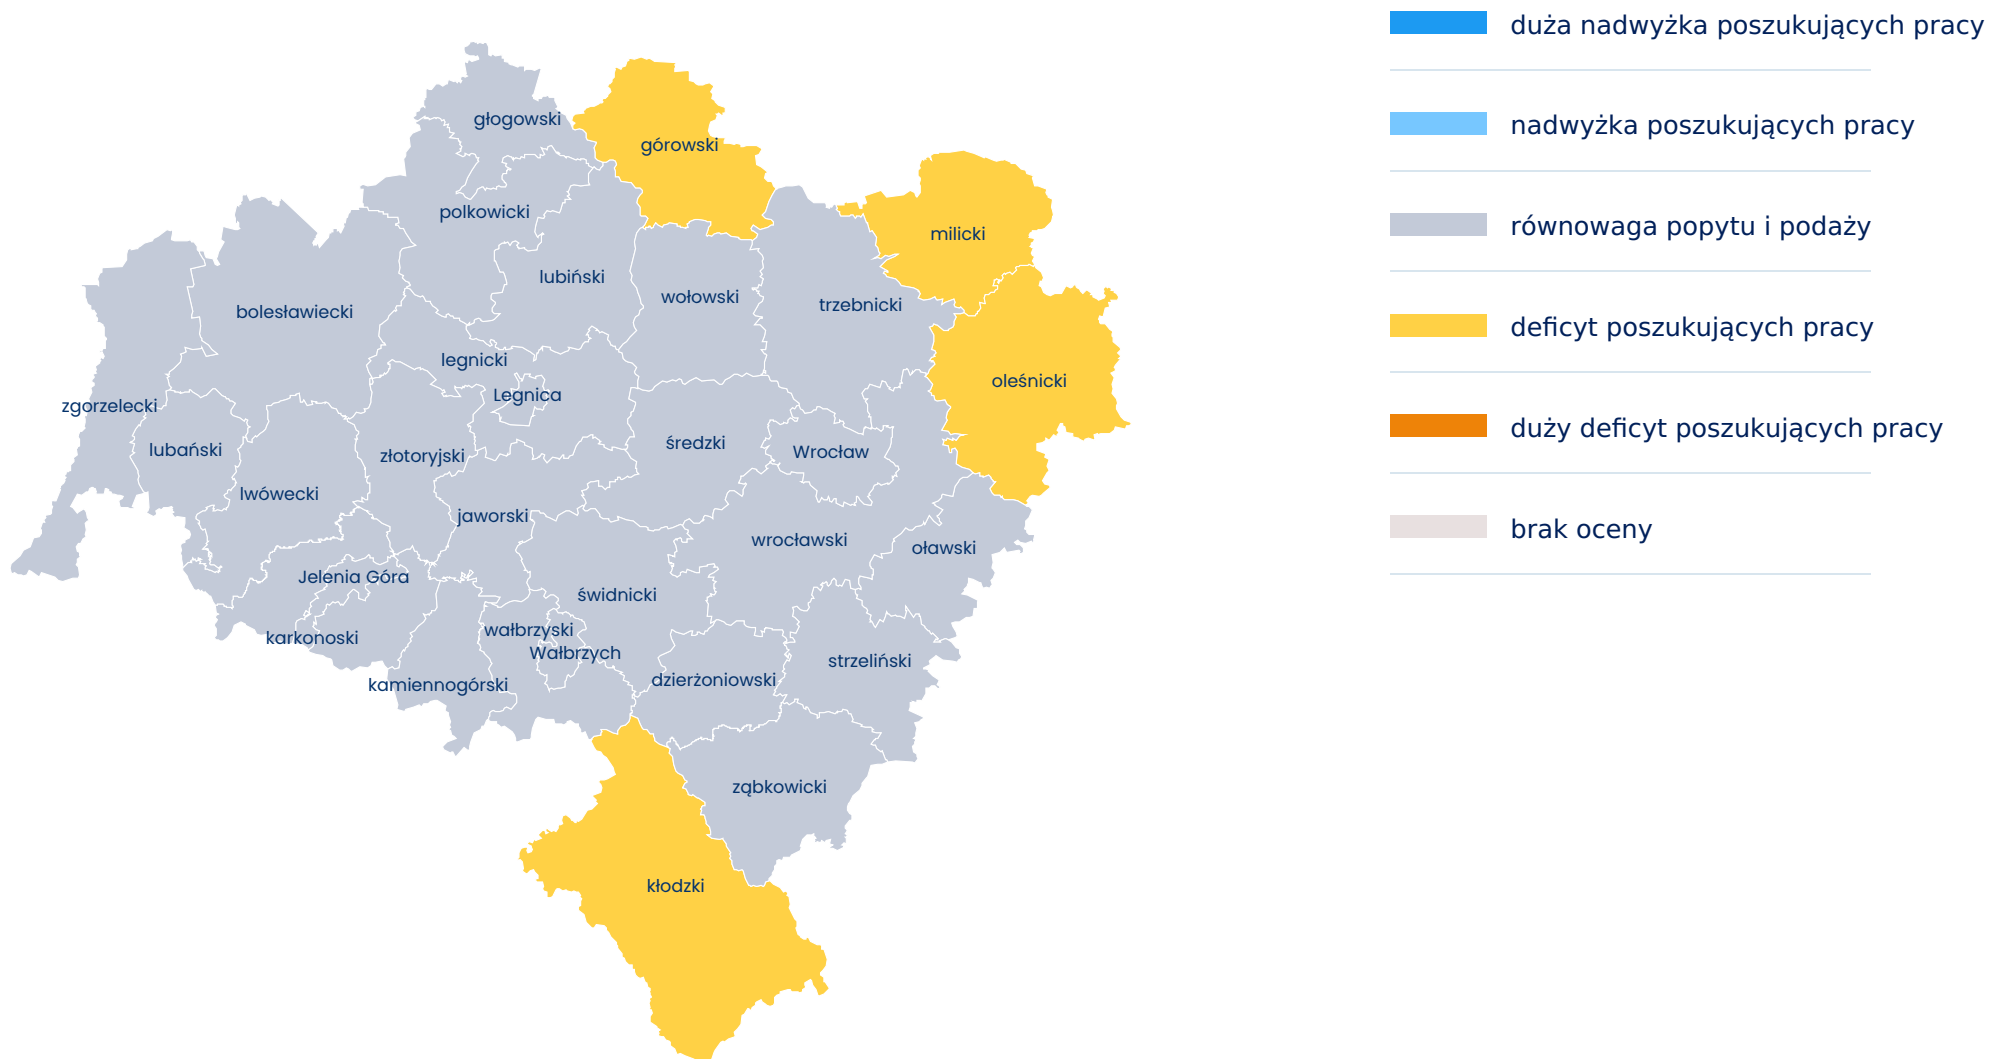 głogowski
górowski
milicki
polkowicki
lubiński
wołowski
trzebnicki
bolesławiecki
legnicki
Legnica
oleśnicki
zgorzelecki
lubański
złotoryjski
średzki
Wrocław
lwówecki
jaworski
wrocławski
oławski
Jelenia Góra
świdnicki
karkonoski
wałbrzyski
Wałbrzych
strzeliński
kamiennogórski
dzierżoniowski
ząbkowicki
kłodzki
duża nadwyżka poszukujących pracy
nadwyżka poszukujących pracy
równowaga popytu i podaży
deficyt poszukujących pracy
duży deficyt poszukujących pracy
brak oceny